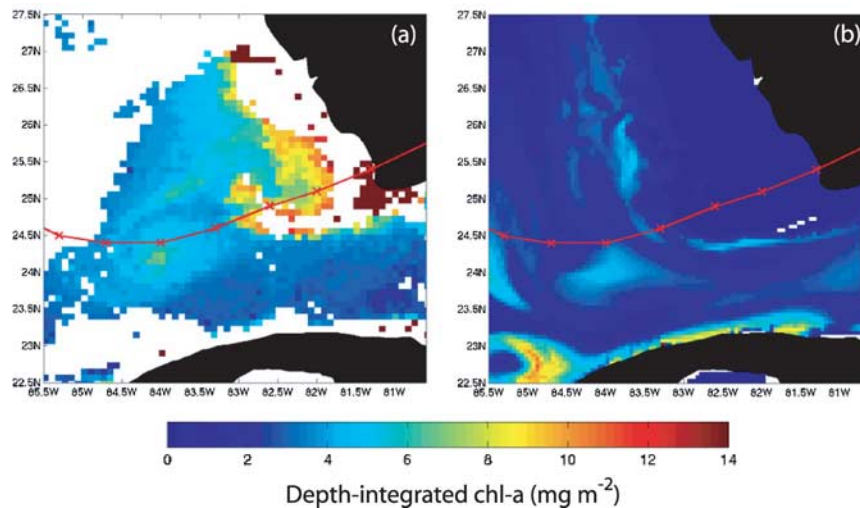 (a)
(b)
27.5N
27N
26.5N
26N
25.5N
25N
24.5N
24N
23.5N
23N
22.5N
85.5W 85W 84.5W 84W 83.5W 83W 82.5W 82W 81.5W 81W
27.5N
27N
26.5N
26N
25.5N
25N
24.5N
24N
23.5N
23N
22.5N
85.5W 85W 84.5W 84W 83.5W 83W 82.5W 82W 81.5W 81W
0 2 4 6 8 10 12 14
Depth-integrated chl-a (mg m⁻²)